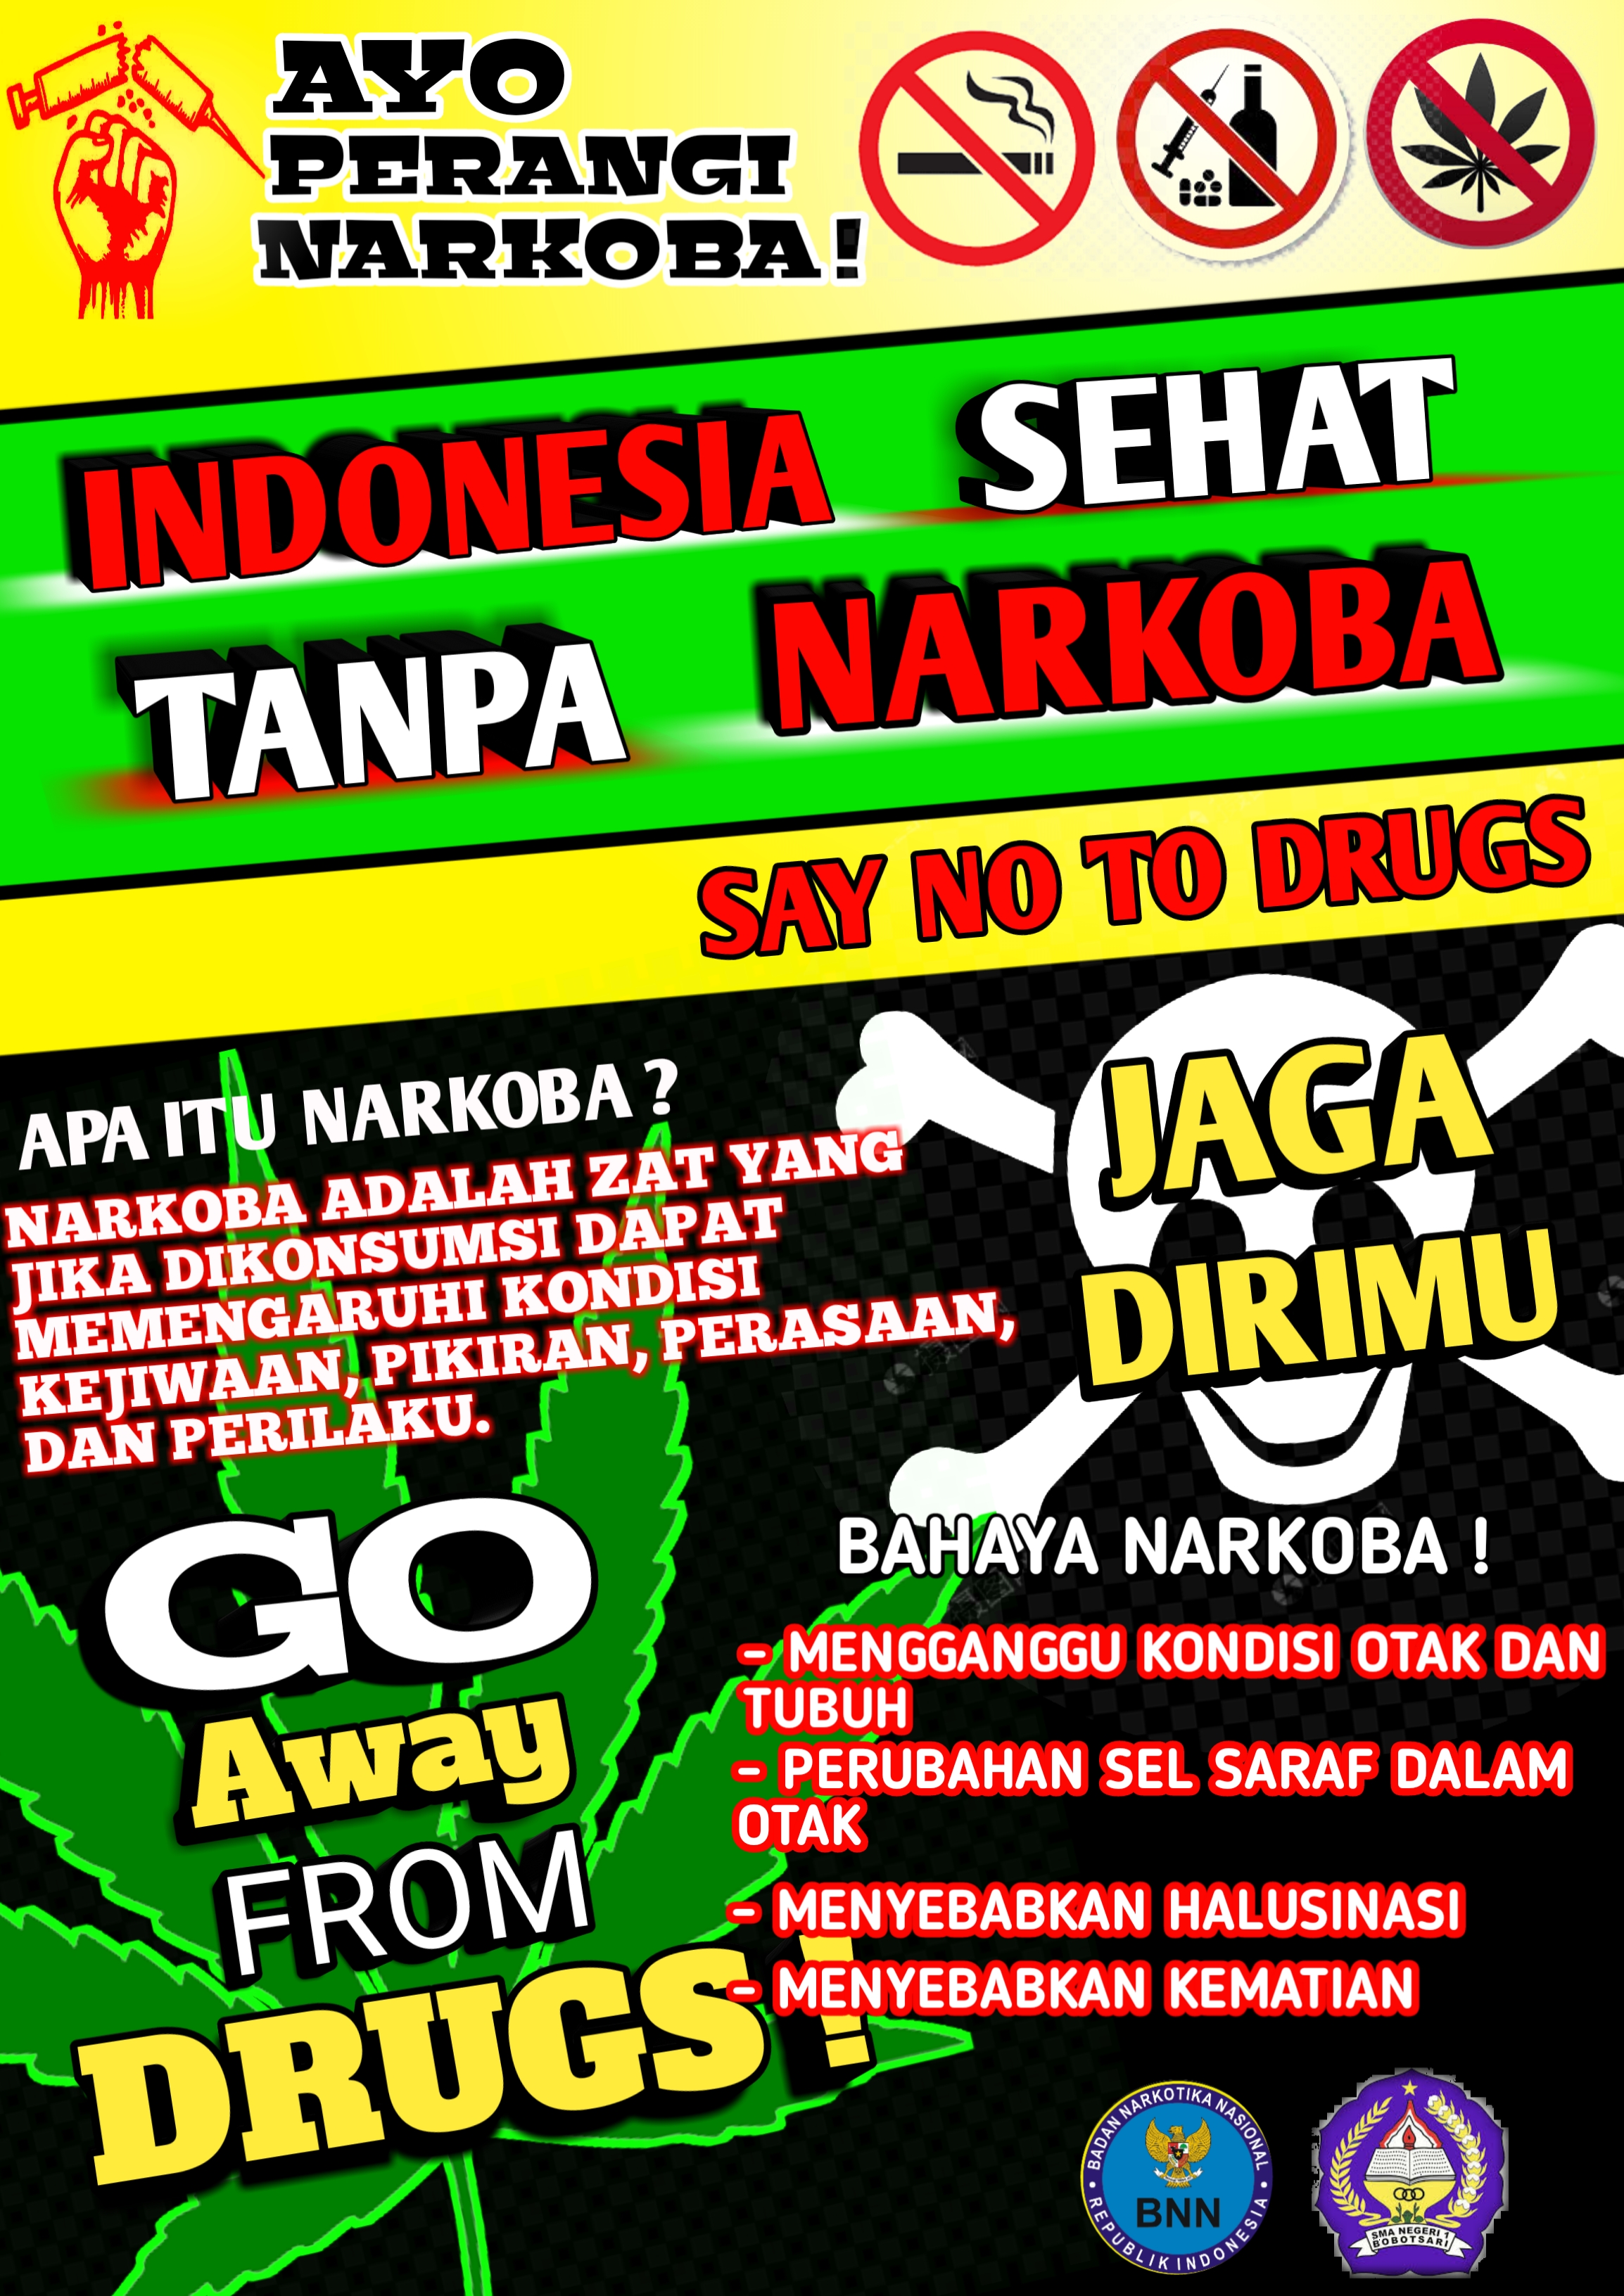 AYO
PERANGI
NARKOBA!
INDONESIA SEHAT
TANPA NARKOBA
SAY NO TO DRUGS
APA ITU NARKOBA ?
NARKOBA ADALAH ZAT YANG
JIKA DIKONSUMSI DAPAT
MEMENGARUHI KONDISI
KEJIWAAN, PIKIRAN, PERASAAN,
DAN PERILAKU.
JAGA
DIRIMU
GO
Away
FROM
DRUGS !
BAHAYA NARKOBA !
- MENGGANGGU KONDISI OTAK DAN
TUBUH
- PERUBAHAN SEL SARAF DALAM
OTAK
- MENYEBABKAN HALUSINASI
- MENYEBABKAN KEMATIAN
BADAN NARKOTIKA NASIONAL
BNN
REPUBLIK INDONESIA
SMA NEGERI 1
BOBOTSARI